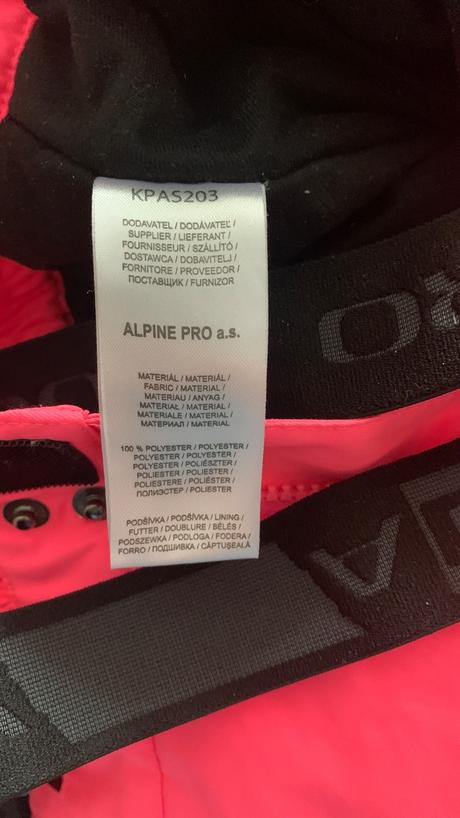 KPAS203
DODAVATEL / DODÁVATEĽ /
SUPPLIER / LIEFERANT /
FOURNISSEUR / SZÁLLÍTÓ /
DOSTAWCA / DOBAVITELJ /
FORNITORE / PROVEEDOR /
ПОСТАВЩИК / FURNIZOR
ALPINE PRO a.s.
MATERIÁL / MATERIÁL /
FABRIC / MATERIAL /
MATERIAU / ANYAG /
MATERIAŁ / MATERIAL /
MATERIALE / MATERIAL /
МАТЕРИАЛ / MATERIAL
100 % POLYESTER / POLYESTER /
POLYESTER / POLYESTER /
POLYESTER / POLIÉSZTER /
POLIESTER / POLIESTER /
POLIESTERE / POLIÉSTER /
ПОЛИЭСТЕР / POLIESTER
PODŠÍVKA / PODŠÍVKA / LINING /
FUTTER / DOUBLURE / BÉLÉS /
PODSZEWKA / PODLOGA / FODERA /
FORRO / ПОДШИВКА / CĂPTUŞEALĂ